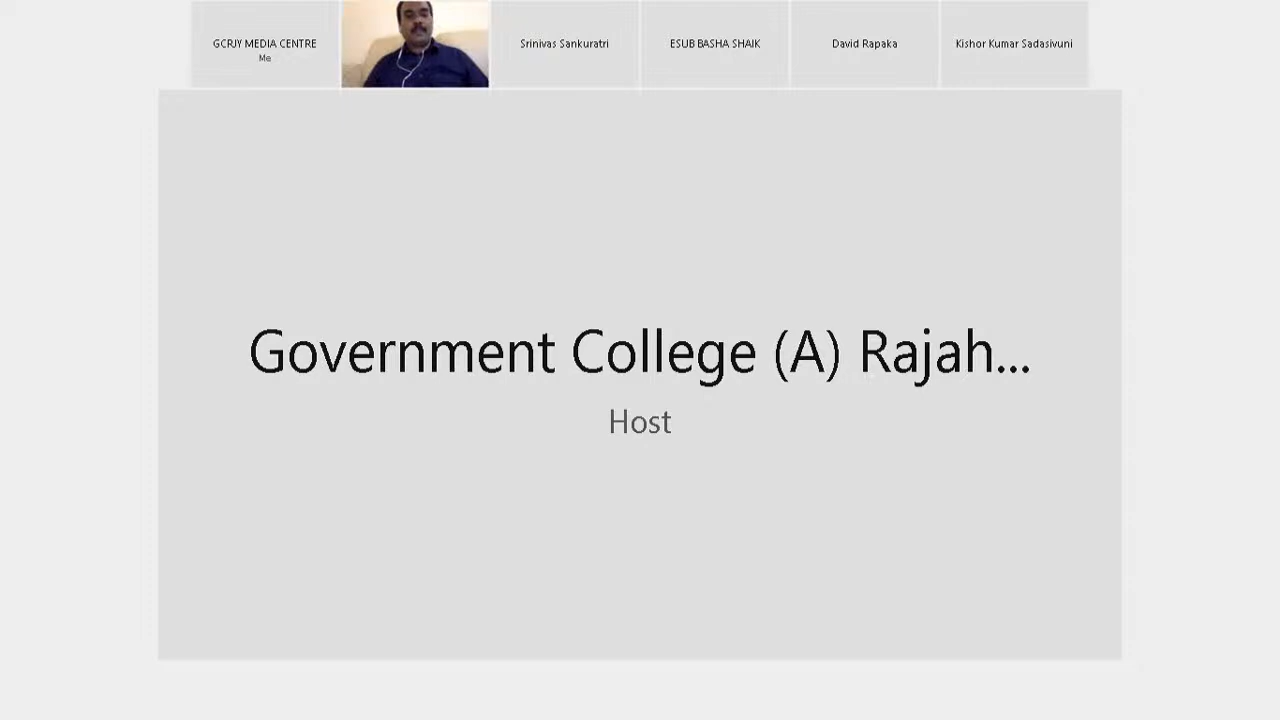 GCRJY MEDIA CENTRE
Me
Srinivas Sankuratri
ESUB BASHA SHAIK
David Rapaka
Kishor Kumar Sadasivuni
Government College (A) Rajah...
Host